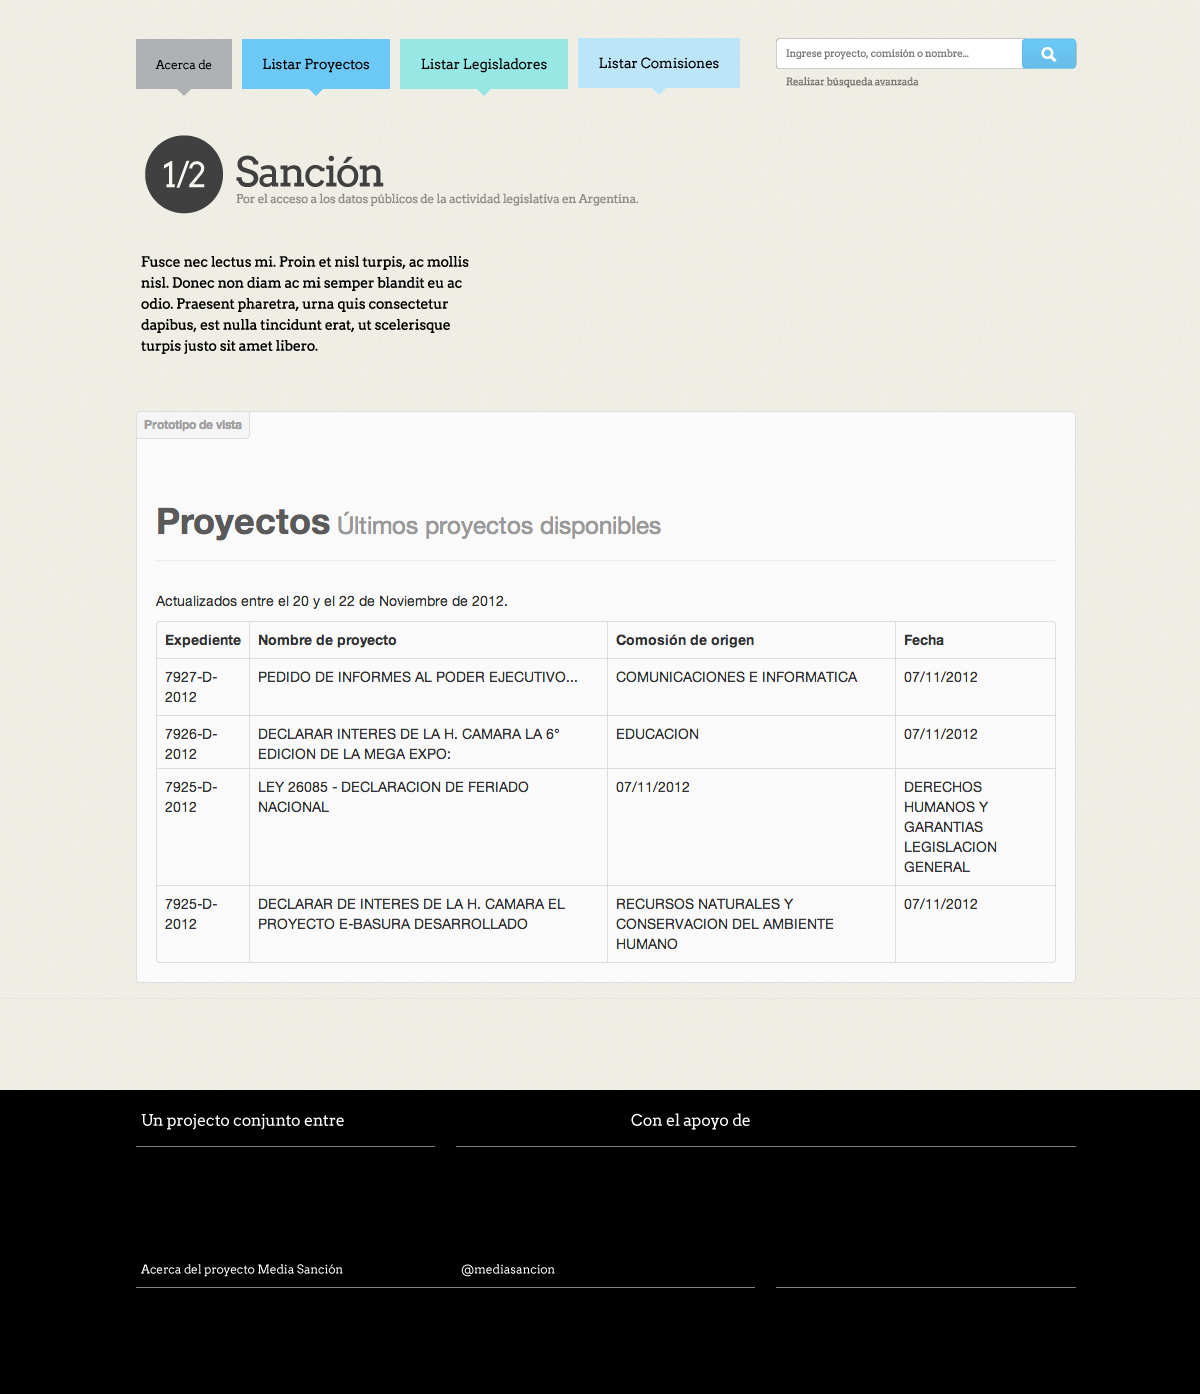 Acerca de
Listar Proyectos
Listar Legisladores
Listar Comisiones
Ingrese proyecto, comisión o nombre...
Realizar búsqueda avanzada
1/2
Sanción
Por el acceso a los datos públicos de la actividad legislativa en Argentina.
Fusce nec lectus mi. Proin et nisl turpis, ac mollis
nisl. Donec non diam ac mi semper blandit eu ac
odio. Praesent pharetra, urna quis consectetur
dapibus, est nulla tincidunt erat, ut scelerisque
turpis justo sit amet libero.
Prototipo de vista
Proyectos Últimos proyectos disponibles
Actualizados entre el 20 y el 22 de Noviembre de 2012.
Expediente Nombre de proyecto Comosión de origen Fecha
7927-D- PEDIDO DE INFORMES AL PODER EJECUTIVO... COMUNICACIONES E INFORMATICA 07/11/2012
2012
7926-D- DECLARAR INTERES DE LA H. CAMARA LA 6° EDUCACION 07/11/2012
2012 EDICION DE LA MEGA EXPO:
7925-D- LEY 26085 - DECLARACION DE FERIADO 07/11/2012 DERECHOS
2012 NACIONAL HUMANOS Y
GARANTIAS
LEGISLACION
GENERAL
7925-D- DECLARAR DE INTERES DE LA H. CAMARA EL RECURSOS NATURALES Y 07/11/2012
2012 PROYECTO E-BASURA DESARROLLADO CONSERVACION DEL AMBIENTE
HUMANO
Un projecto conjunto entre
Con el apoyo de
Acerca del proyecto Media Sanción
@mediasancion